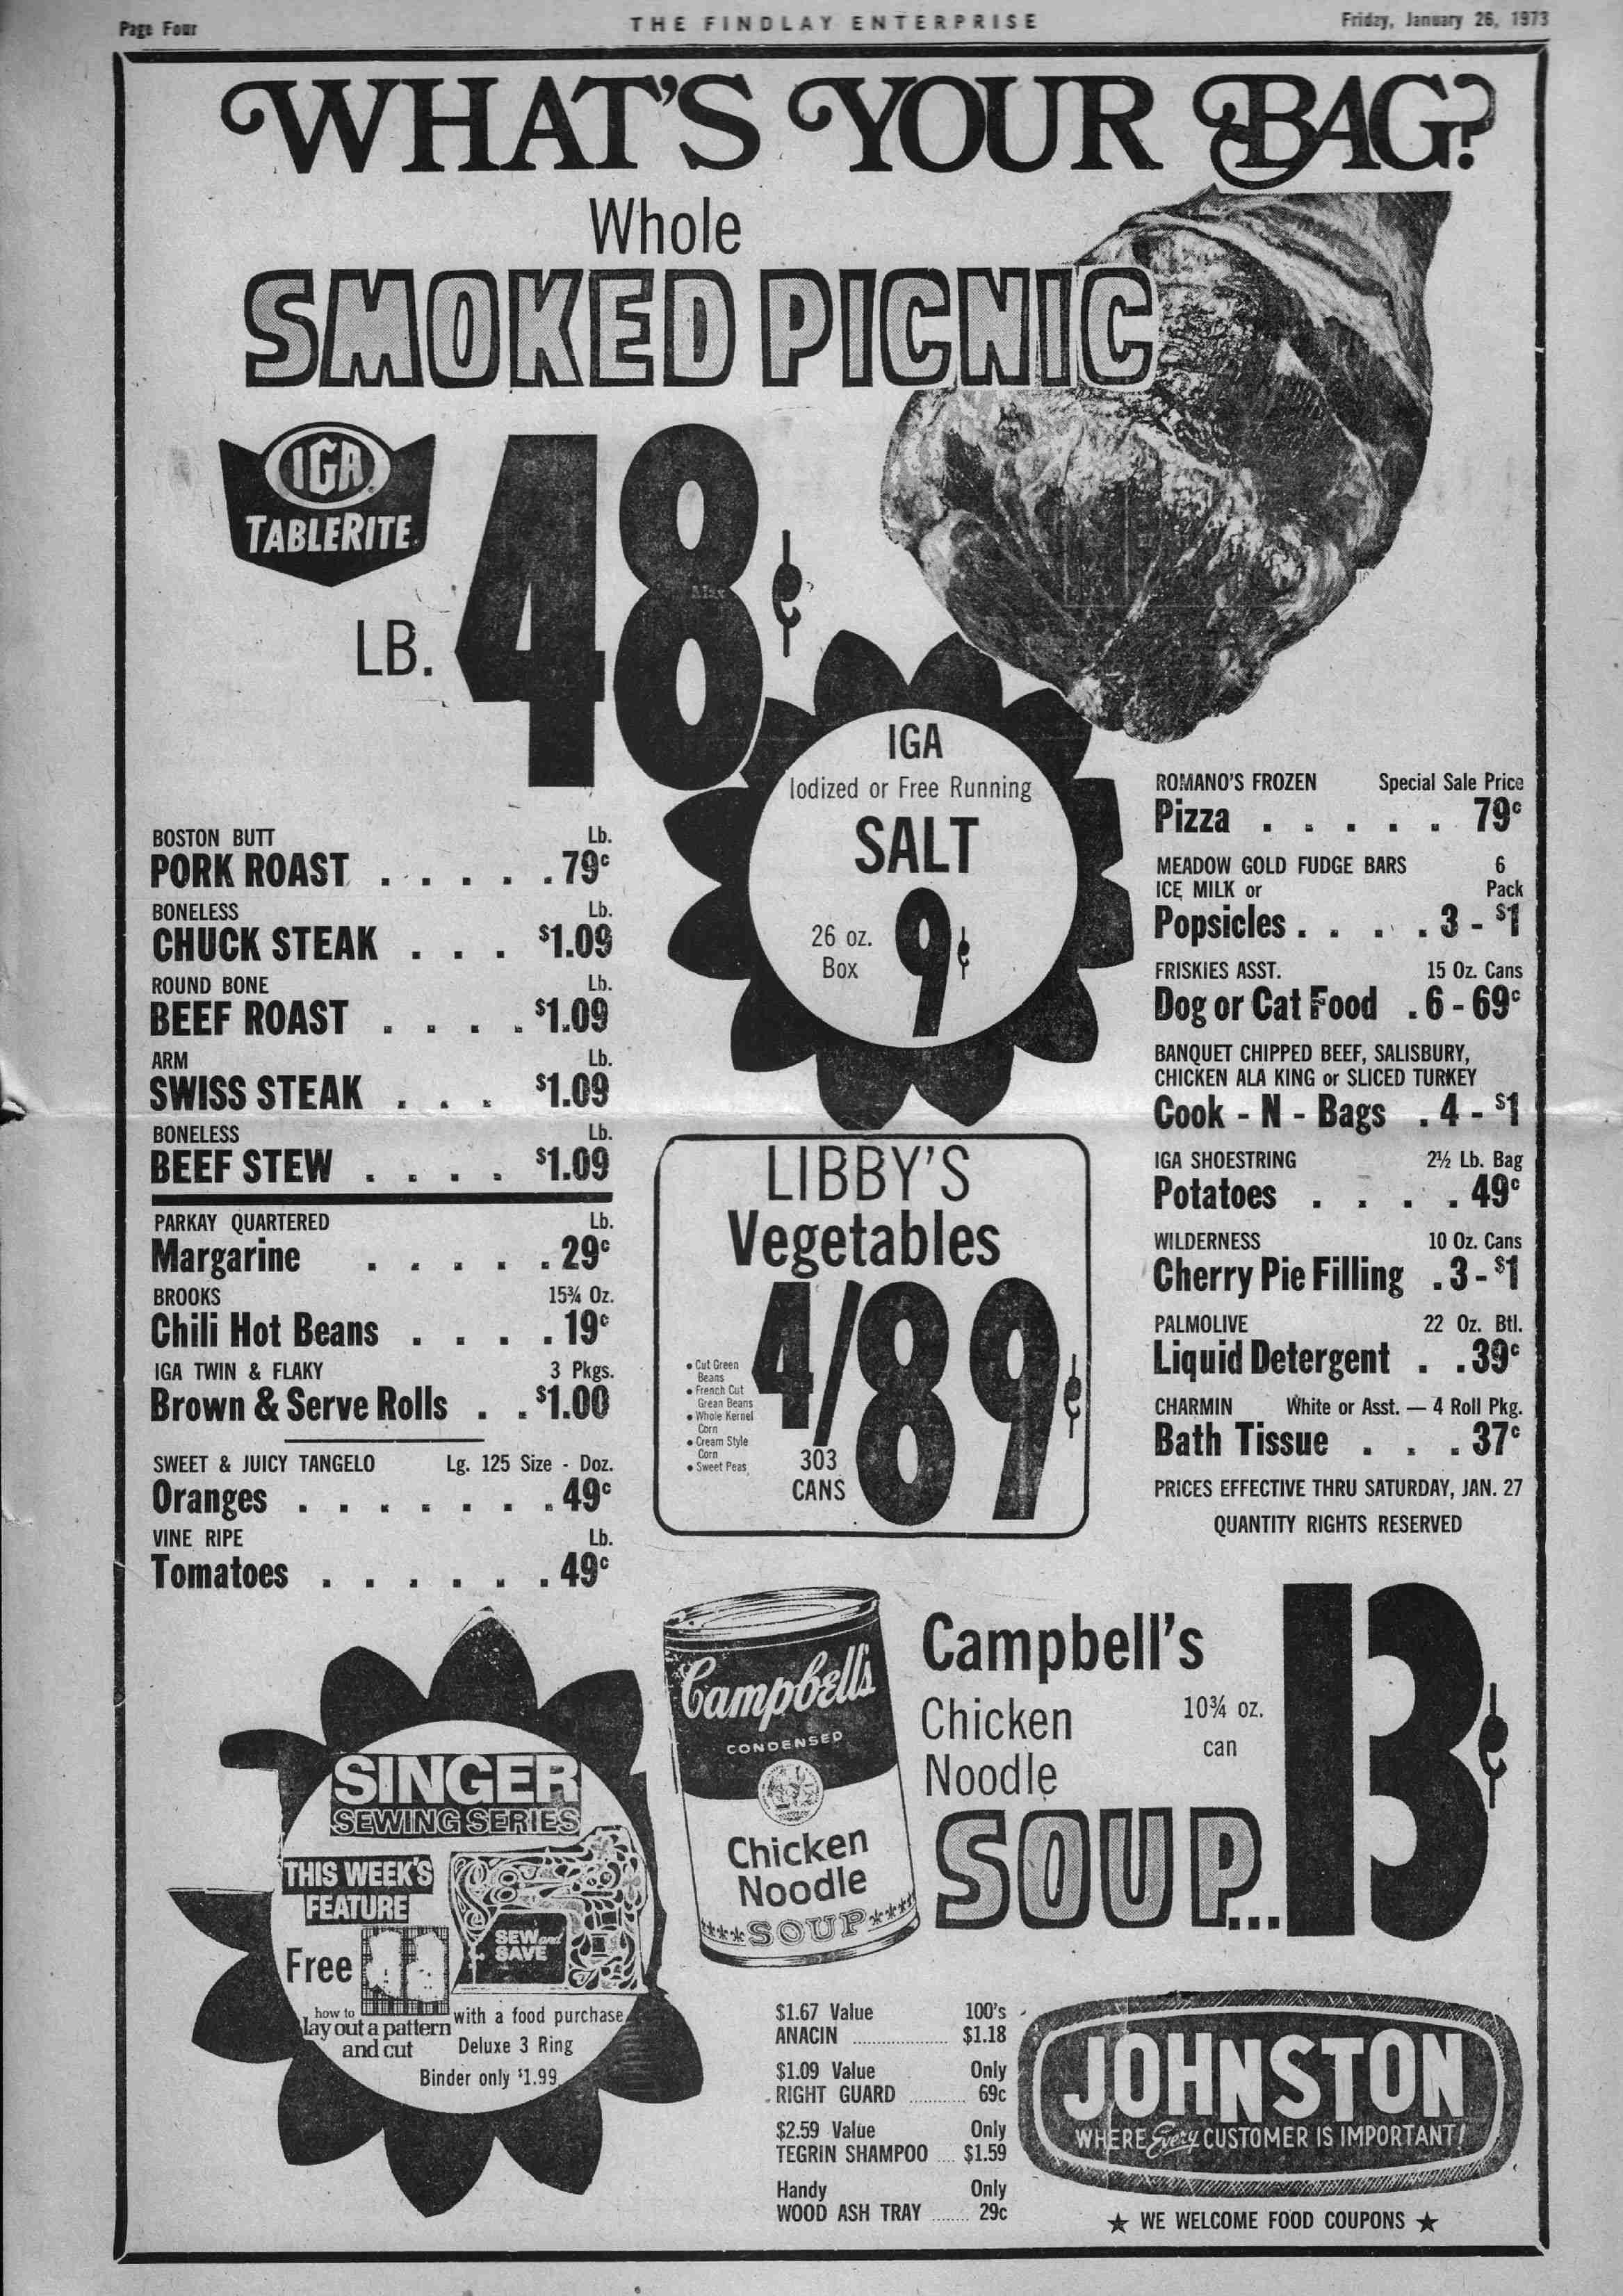 Page Four
THE FINDLAY ENTERPRISE
Friday, January 26, 1973
WHAT'S YOUR BAG?
Whole
SMOKED PICNIC
IGA
TABLERITE
LB. 48¢
IGA
Iodized or Free Running
SALT
26 oz.
Box
9¢
BOSTON BUTT Lb.
PORK ROAST . . . . . . 79c
BONELESS Lb.
CHUCK STEAK . . . $1.09
ROUND BONE Lb.
BEEF ROAST . . . . $1.09
ARM Lb.
SWISS STEAK . . . $1.09
BONELESS Lb.
BEEF STEW . . . . $1.09
PARKAY QUARTERED Lb.
Margarine . . . . . 29c
BROOKS 15¾ Oz.
Chili Hot Beans . . . . 19c
IGA TWIN & FLAKY 3 Pkgs.
Brown & Serve Rolls . . $1.00
SWEET & JUICY TANGELO Lg. 125 Size - Doz.
Oranges . . . . . . . 49c
VINE RIPE Lb.
Tomatoes . . . . . . 49c
LIBBY'S
Vegetables
4/89¢
• Cut Green
Beans
• French Cut
Grean Beans
• Whole Kernel
Corn
• Cream Style
Corn
• Sweet Peas
303
CANS
ROMANO'S FROZEN Special Sale Price
Pizza . . . . . . 79c
MEADOW GOLD FUDGE BARS 6
ICE MILK or Pack
Popsicles . . . . . 3 - $1
FRISKIES ASST. 15 Oz. Cans
Dog or Cat Food . 6 - 69c
BANQUET CHIPPED BEEF, SALISBURY,
CHICKEN ALA KING or SLICED TURKEY
Cook - N - Bags . 4 - $1
IGA SHOESTRING 2½ Lb. Bag
Potatoes . . . . 49c
WILDERNESS 10 Oz. Cans
Cherry Pie Filling . 3 - $1
PALMOLIVE 22 Oz. Btl.
Liquid Detergent . . 39c
CHARMIN White or Asst. — 4 Roll Pkg.
Bath Tissue . . . 37c
PRICES EFFECTIVE THRU SATURDAY, JAN. 27
QUANTITY RIGHTS RESERVED
SINGER
SEWING SERIES
THIS WEEK'S
FEATURE
SEW and
SAVE
Free
how to
lay out a pattern
and cut
with a food purchase
Deluxe 3 Ring
Binder only $1.99
Campbell's
CONDENSED
Chicken
Noodle
SOUP
Campbell's
Chicken
Noodle
10¾ oz.
can
SOUP...
13¢
$1.67 Value 100's
ANACIN .................. $1.18
$1.09 Value Only
RIGHT GUARD ........... 69c
$2.59 Value Only
TEGRIN SHAMPOO .... $1.59
Handy Only
WOOD ASH TRAY ........ 29c
JOHNSTON
WHERE Every CUSTOMER IS IMPORTANT!
★ WE WELCOME FOOD COUPONS ★